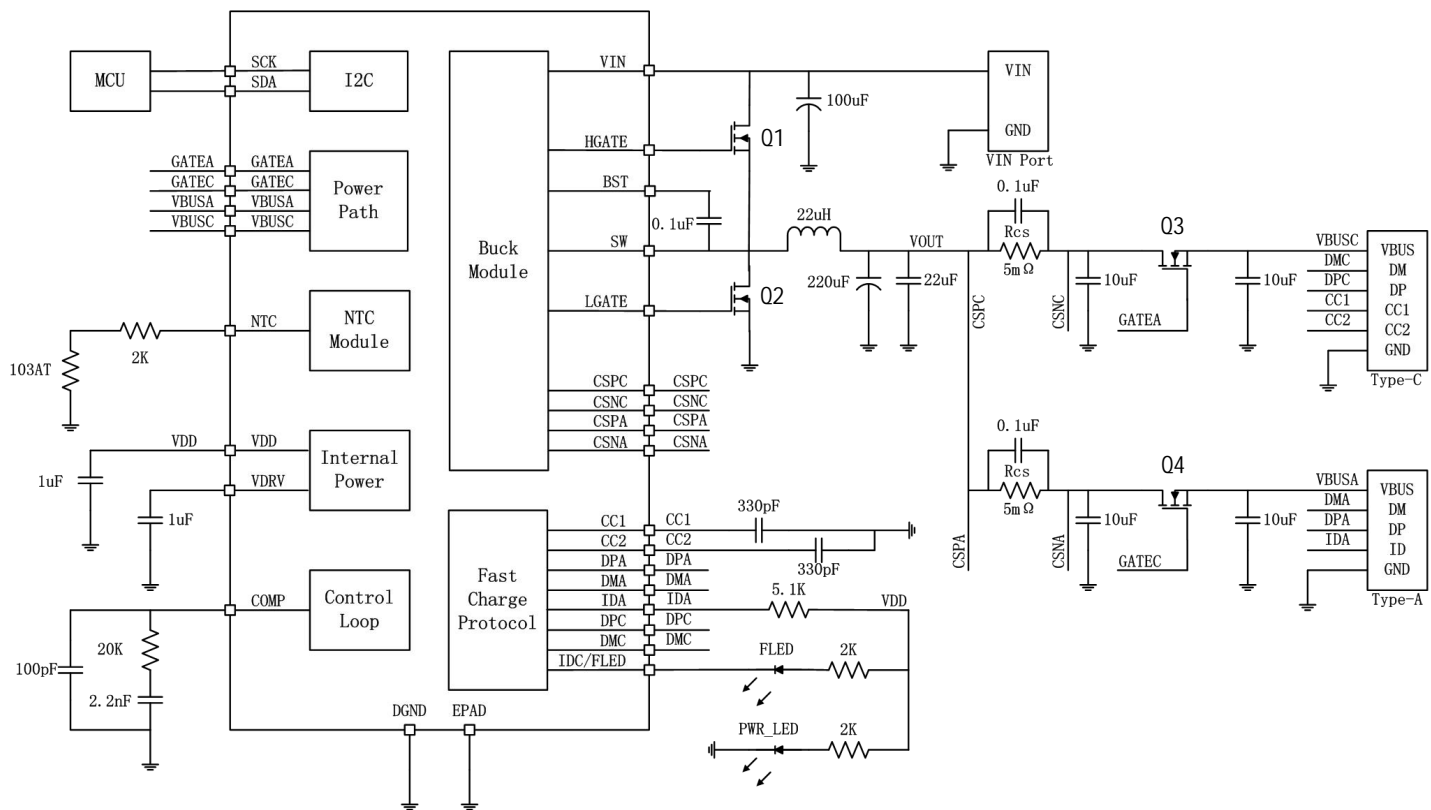 MCU
SCK
SDA
I2C
GATEA GATEA
GATEC GATEC
VBUSA VBUSA
VBUSC VBUSC
Power
Path
NTC
2K
103AT
NTC
Module
VDD VDD
1uF
VDRV
1uF
Internal
Power
COMP
20K
100pF
2.2nF
Control
Loop
DGND EPAD
Buck
Module
VIN
HGATE
BST
SW
LGATE
CSPC CSPC
CSNC CSNC
CSPA CSPA
CSNA CSNA
Q1
100uF
VIN
GND
VIN Port
0.1uF
22uH
VOUT
220uF
22uF
Q2
0.1uF
Rcs
5mΩ
CSPC
CSNC
10uF
Q3
GATEA
10uF
VBUSC
DMC
DPC
CC1
CC2
VBUS
DM
DP
CC1
CC2
GND
Type-C
0.1uF
Rcs
5mΩ
CSPA
CSNA
10uF
Q4
GATEC
10uF
VBUSA
DMA
DPA
IDA
VBUS
DM
DP
ID
GND
Type-A
Fast
Charge
Protocol
CC1 CC1
CC2 CC2
DPA DPA
DMA DMA
IDA IDA
DPC DPC
DMC DMC
IDC/FLED
330pF
330pF
5.1K
VDD
FLED
2K
PWR_LED
2K